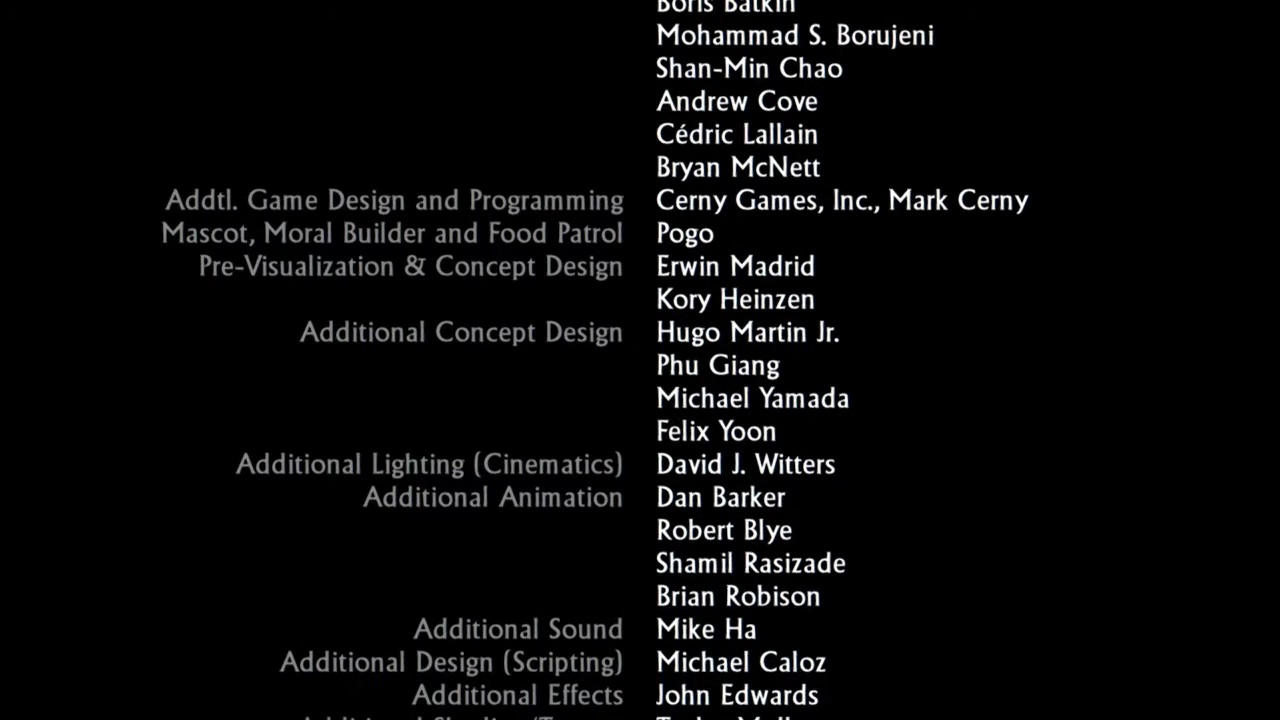 Boris Batkin
Mohammad S. Borujeni
Shan-Min Chao
Andrew Cove
Cédric Lallain
Bryan McNett
Addtl. Game Design and Programming Cerny Games, Inc., Mark Cerny
Mascot, Moral Builder and Food Patrol Pogo
Pre-Visualization & Concept Design Erwin Madrid
Kory Heinzen
Additional Concept Design Hugo Martin Jr.
Phu Giang
Michael Yamada
Felix Yoon
Additional Lighting (Cinematics) David J. Witters
Additional Animation Dan Barker
Robert Blye
Shamil Rasizade
Brian Robison
Additional Sound Mike Ha
Additional Design (Scripting) Michael Caloz
Additional Effects John Edwards